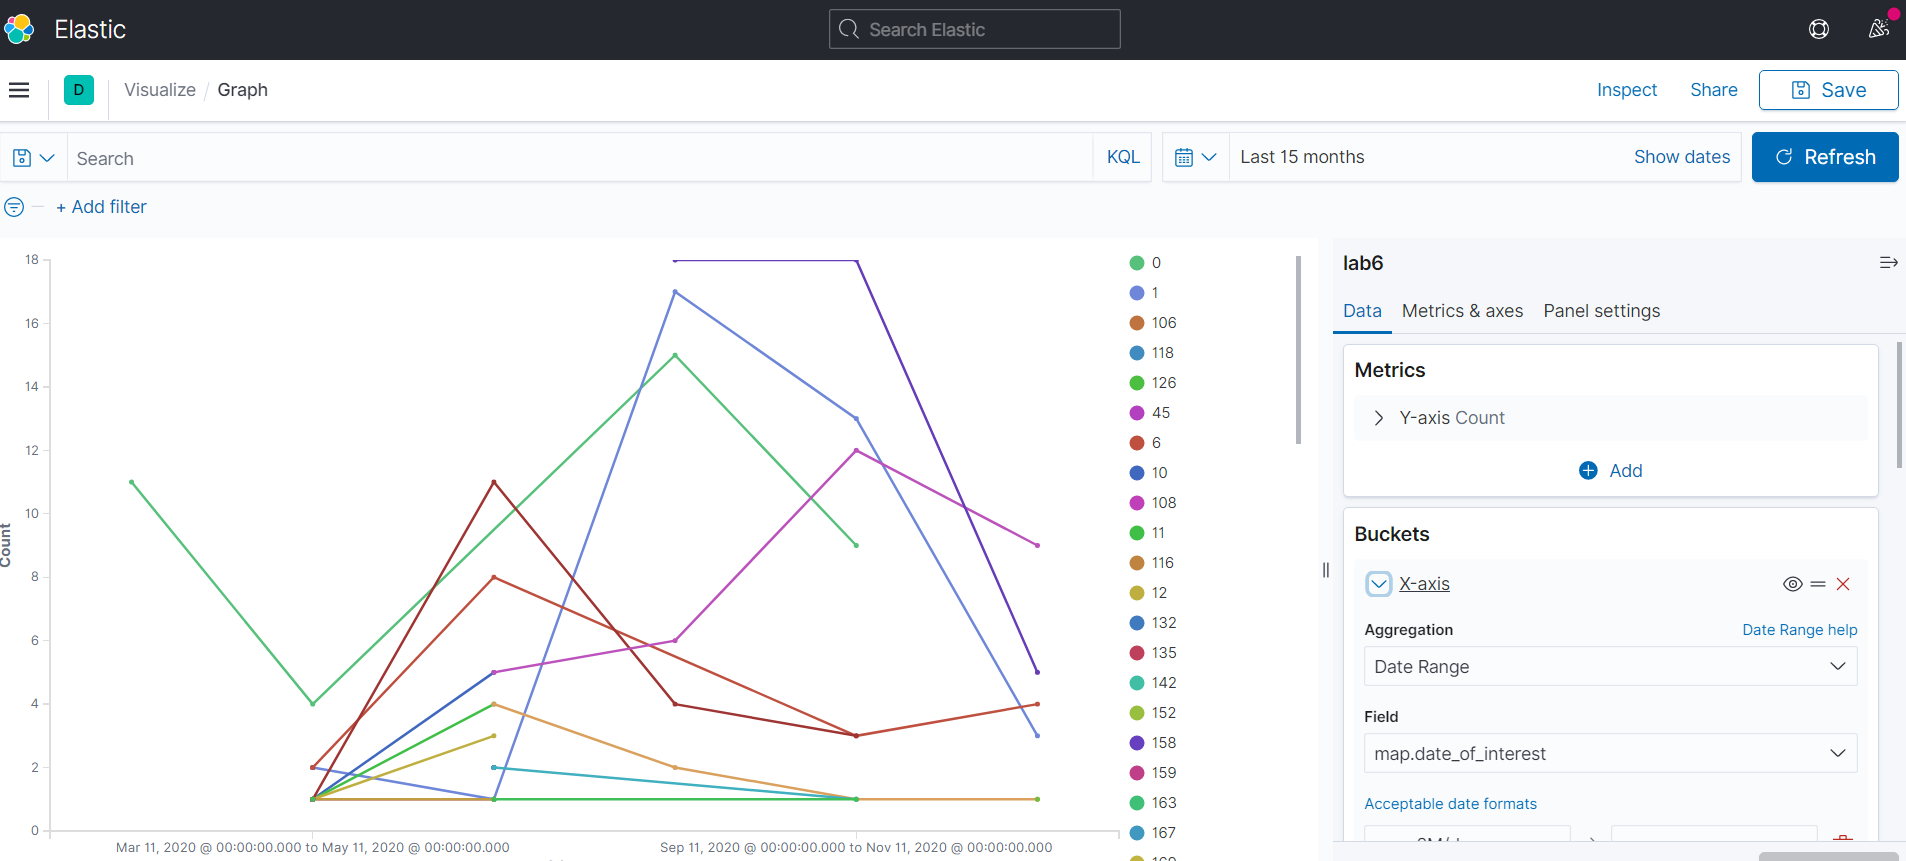 Elastic
Search Elastic
D
Visualize / Graph
Inspect
Share
Save
Search
KQL
Last 15 months
Show dates
Refresh
+ Add filter
18
16
14
12
10
8
6
4
2
0
Count
Mar 11, 2020 @ 00:00:00.000 to May 11, 2020 @ 00:00:00.000
Sep 11, 2020 @ 00:00:00.000 to Nov 11, 2020 @ 00:00:00.000
0
1
106
118
126
45
6
10
108
11
116
12
132
135
142
152
158
159
163
167
lab6
Data
Metrics & axes
Panel settings
Metrics
Y-axis Count
Add
Buckets
X-axis
Aggregation
Date Range help
Date Range
Field
map.date_of_interest
Acceptable date formats